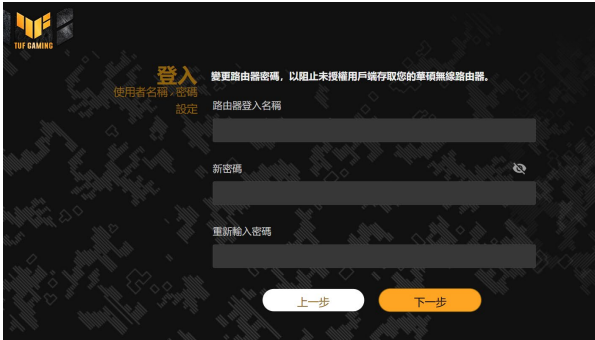 TUF GAMING
登入
使用者名稱／密碼
設定
變更路由器密碼，以阻止未授權用戶端存取您的華碩無線路由器。
路由器登入名稱
新密碼
重新輸入密碼
上一步
下一步